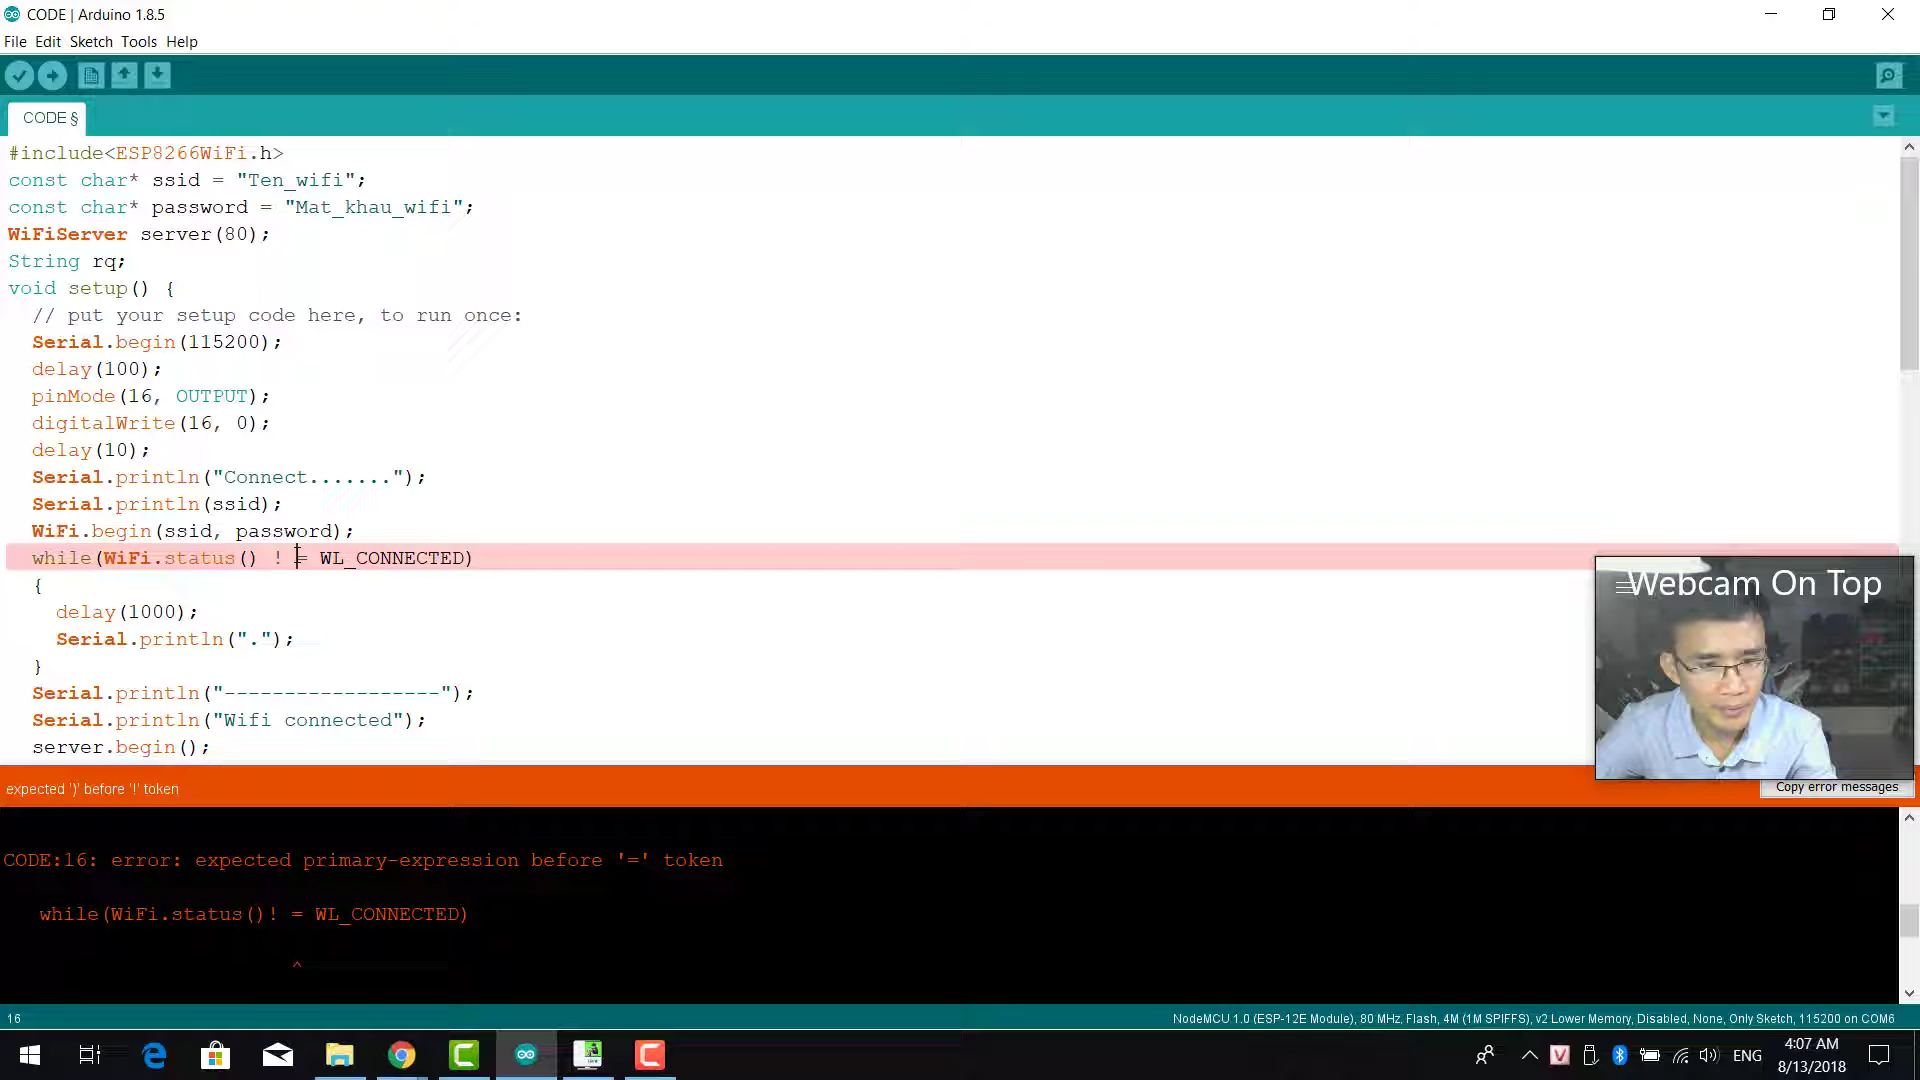 CODE | Arduino 1.8.5
File Edit Sketch Tools Help
CODE §
#include<ESP8266WiFi.h>
const char* ssid = "Ten_wifi";
const char* password = "Mat_khau_wifi";
WiFiServer server(80);
String rq;
void setup() {
// put your setup code here, to run once:
Serial.begin(115200);
delay(100);
pinMode(16, OUTPUT);
digitalWrite(16, 0);
delay(10);
Serial.println("Connect.......");
Serial.println(ssid);
WiFi.begin(ssid, password);
while(WiFi.status() ! = WL_CONNECTED)
{
delay(1000);
Serial.println(".");
}
Serial.println("------------------");
Serial.println("Wifi connected");
server.begin();
Webcam On Top
expected ')' before '!' token
Copy error messages
CODE:16: error: expected primary-expression before '=' token
while(WiFi.status()! = WL_CONNECTED)
^
16
NodeMCU 1.0 (ESP-12E Module), 80 MHz, Flash, 4M (1M SPIFFS), v2 Lower Memory, Disabled, None, Only Sketch, 115200 on COM6
V
ENG
4:07 AM
8/13/2018